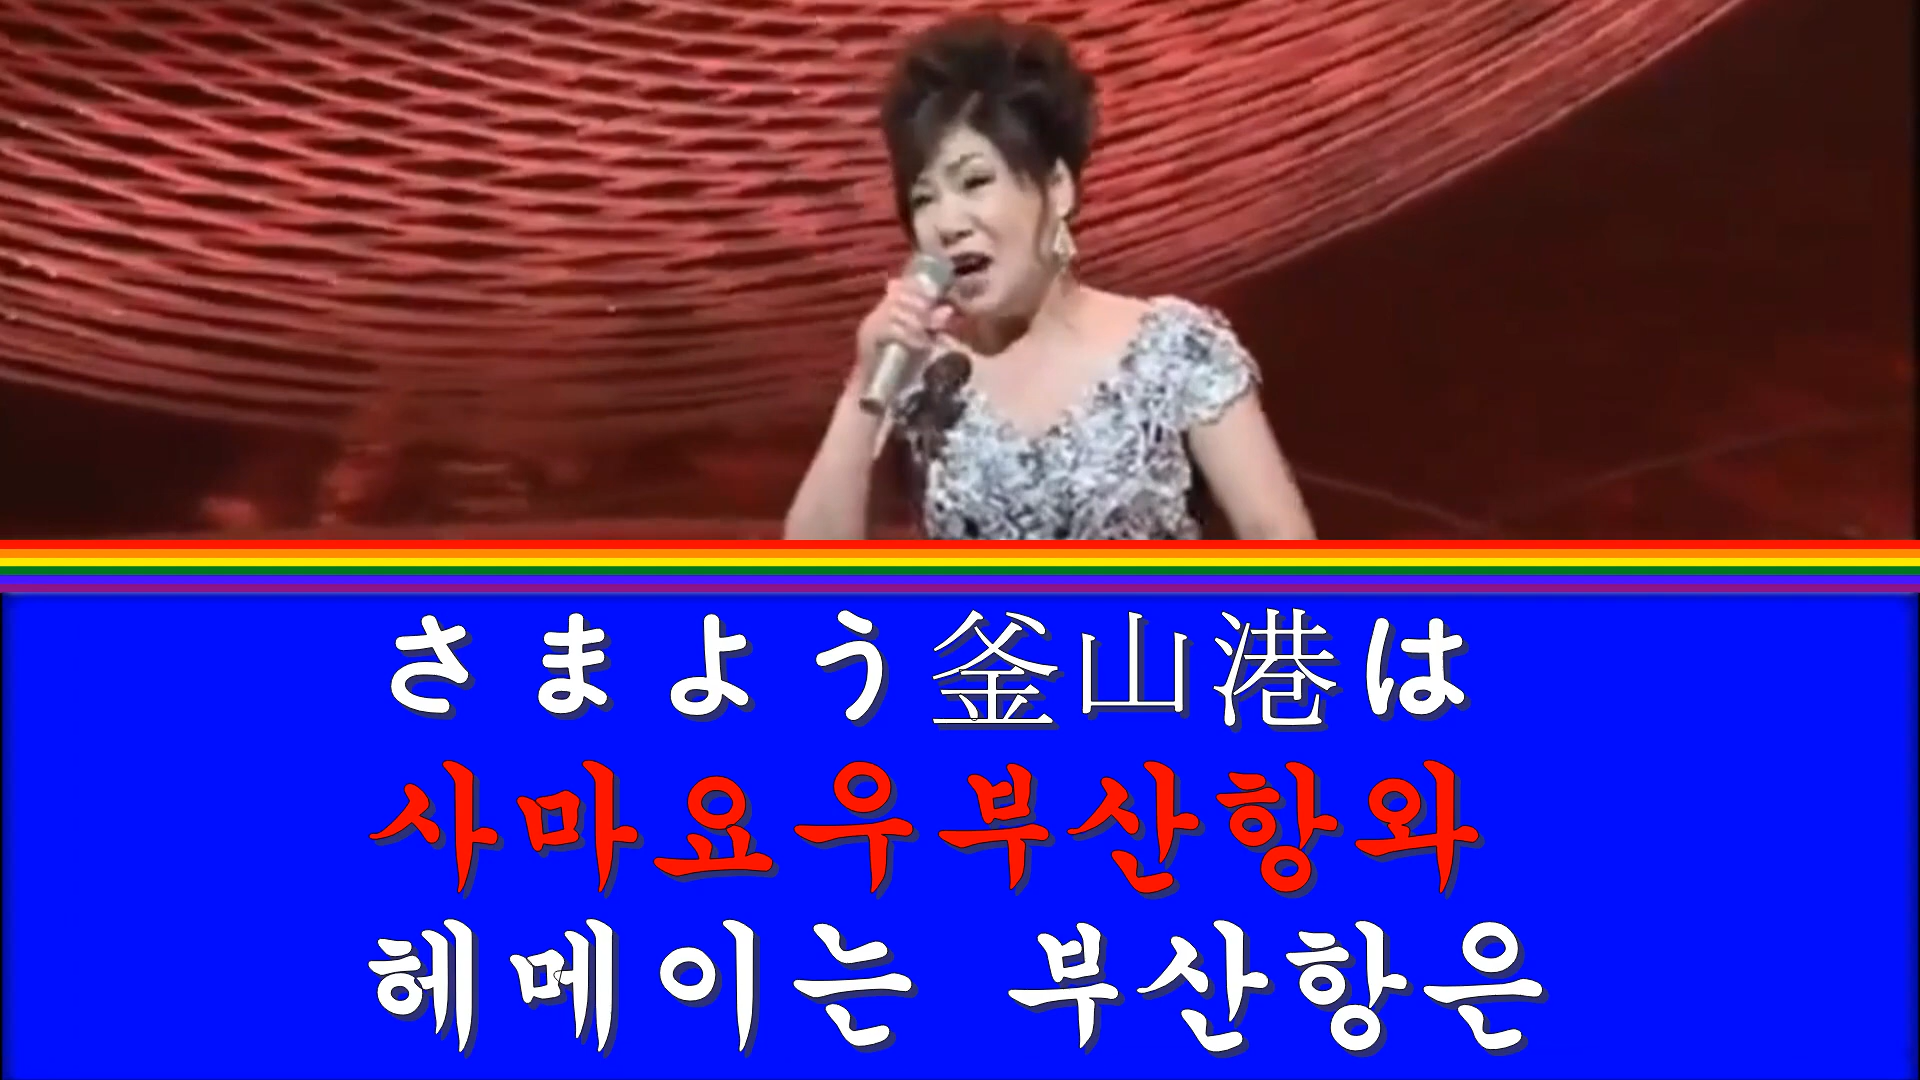 さまよう釜山港は
사마요우부산항와
헤메이는 부산항은